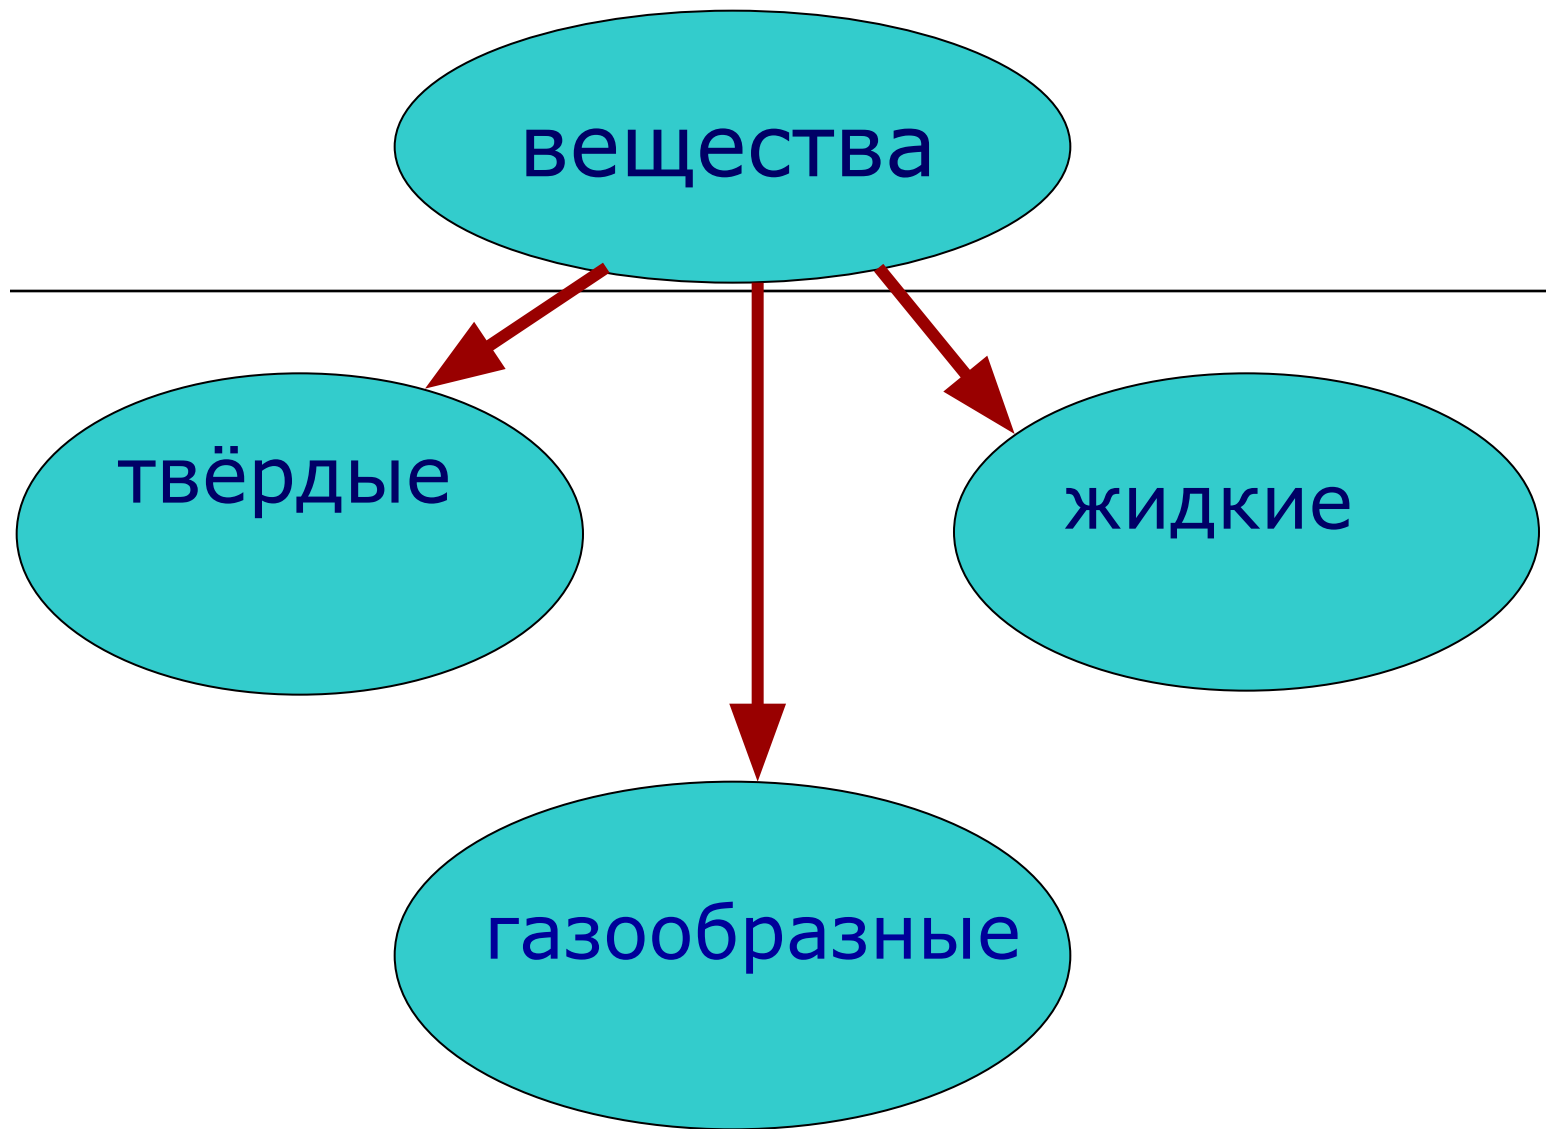 вещества
твёрдые
жидкие
газообразные